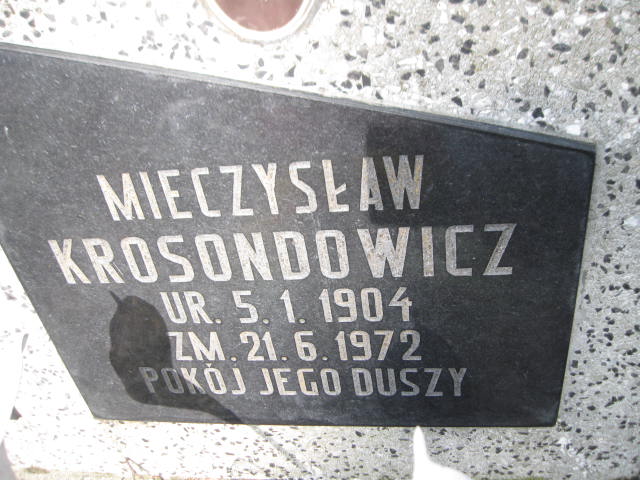 MIECZYSŁAW
KROSONDOWICZ
UR. 5. 1. 1904
ZM. 21. 6. 1972
POKÓJ JEGO DUSZY